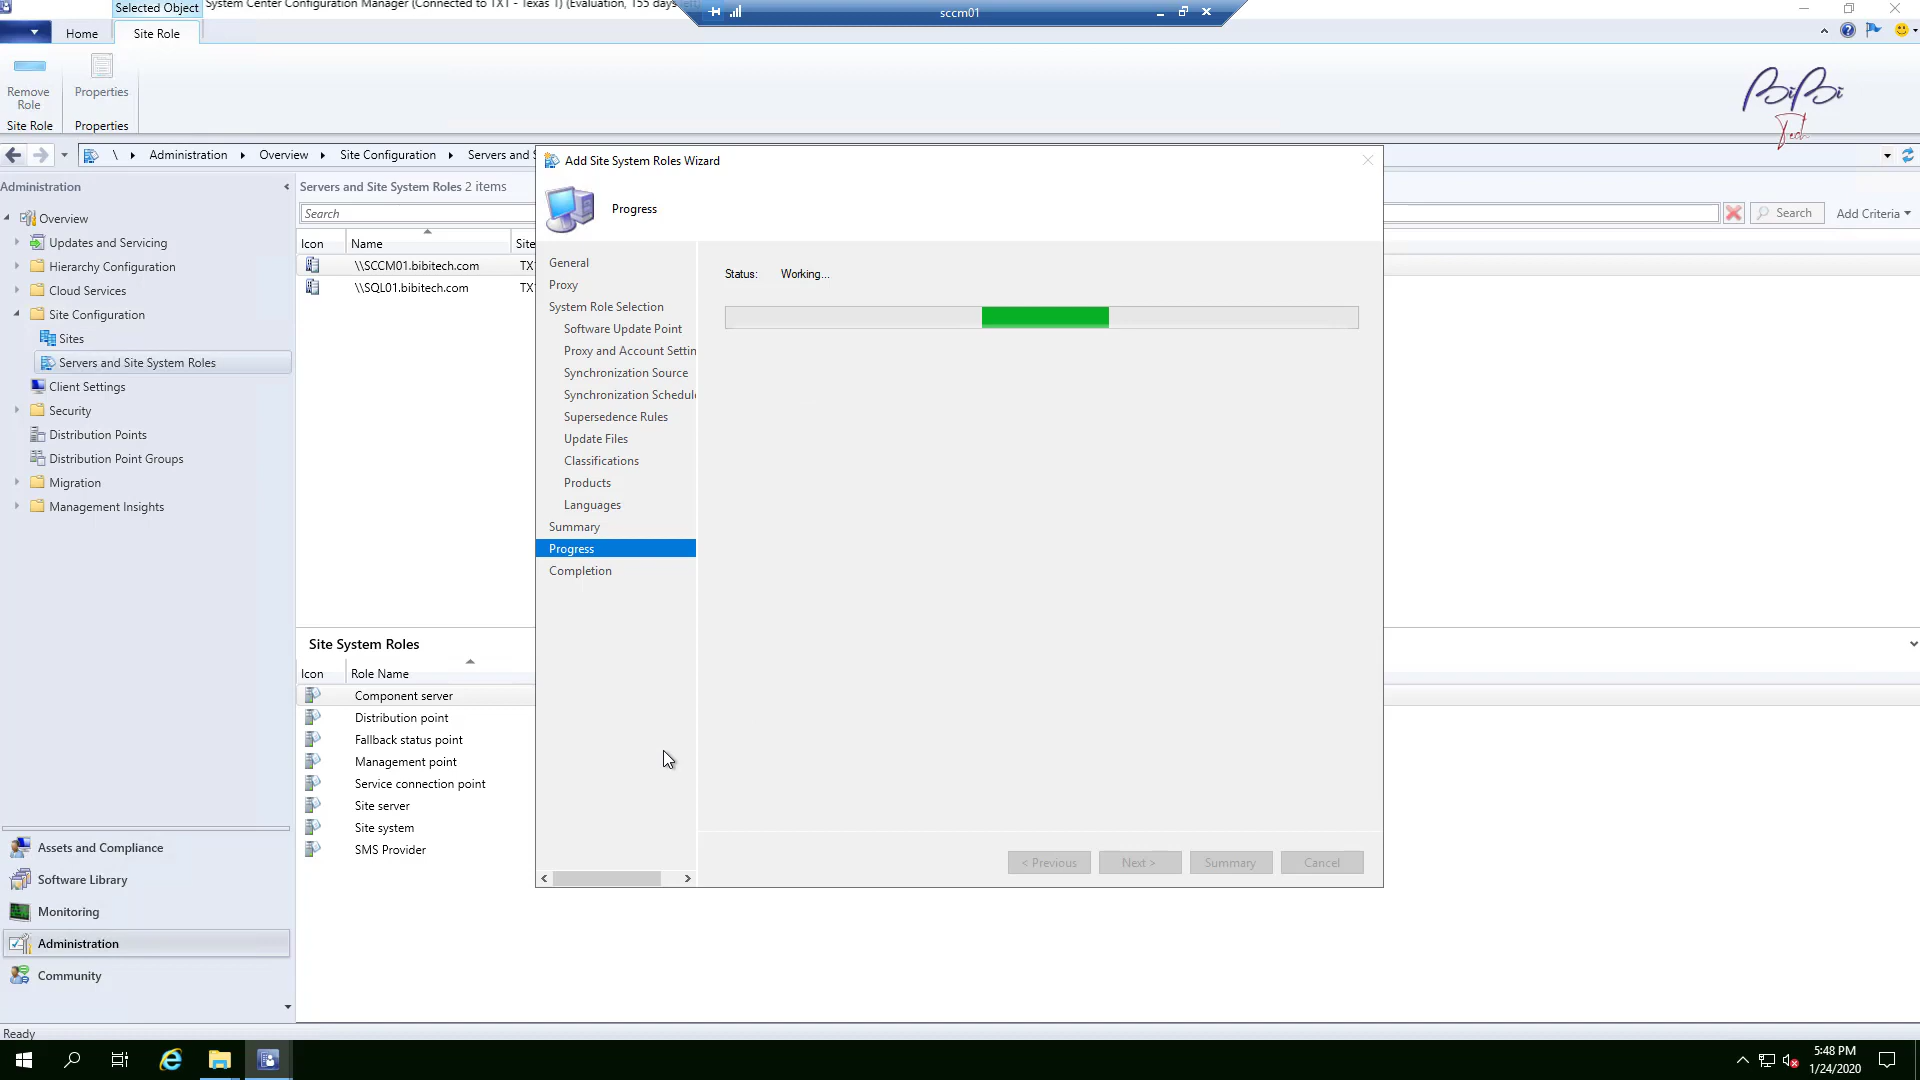 Selected Object
System Center Configuration Manager (Connected to TX1 - Texas 1) (Evaluation, 155 days
sccm01
Home
Site Role
Remove Role
Properties
Site Role
Properties
BiBi
Tech
\ Administration Overview Site Configuration Servers and S
Administration
Overview
Updates and Servicing
Hierarchy Configuration
Cloud Services
Site Configuration
Sites
Servers and Site System Roles
Client Settings
Security
Distribution Points
Distribution Point Groups
Migration
Management Insights
Assets and Compliance
Software Library
Monitoring
Administration
Community
Servers and Site System Roles 2 items
Search
Search
Add Criteria
Icon Name Site
\\SCCM01.bibitech.com TX
\\SQL01.bibitech.com TX
Site System Roles
Icon Role Name
Component server
Distribution point
Fallback status point
Management point
Service connection point
Site server
Site system
SMS Provider
Add Site System Roles Wizard
Progress
General
Proxy
System Role Selection
Software Update Point
Proxy and Account Settin
Synchronization Source
Synchronization Schedule
Supersedence Rules
Update Files
Classifications
Products
Languages
Summary
Progress
Completion
Status: Working...
< Previous
Next >
Summary
Cancel
Ready
5:48 PM
1/24/2020